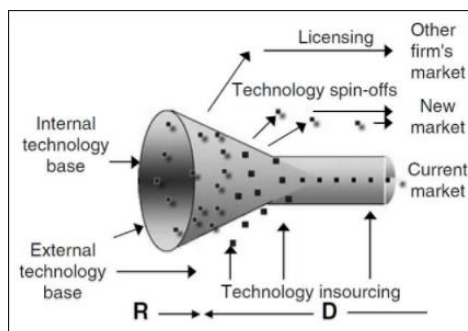 Licensing
Other
firm's
market
Technology spin-offs
New
market
Internal
technology
base
Current
market
External
technology
base
Technology insourcing
R
D